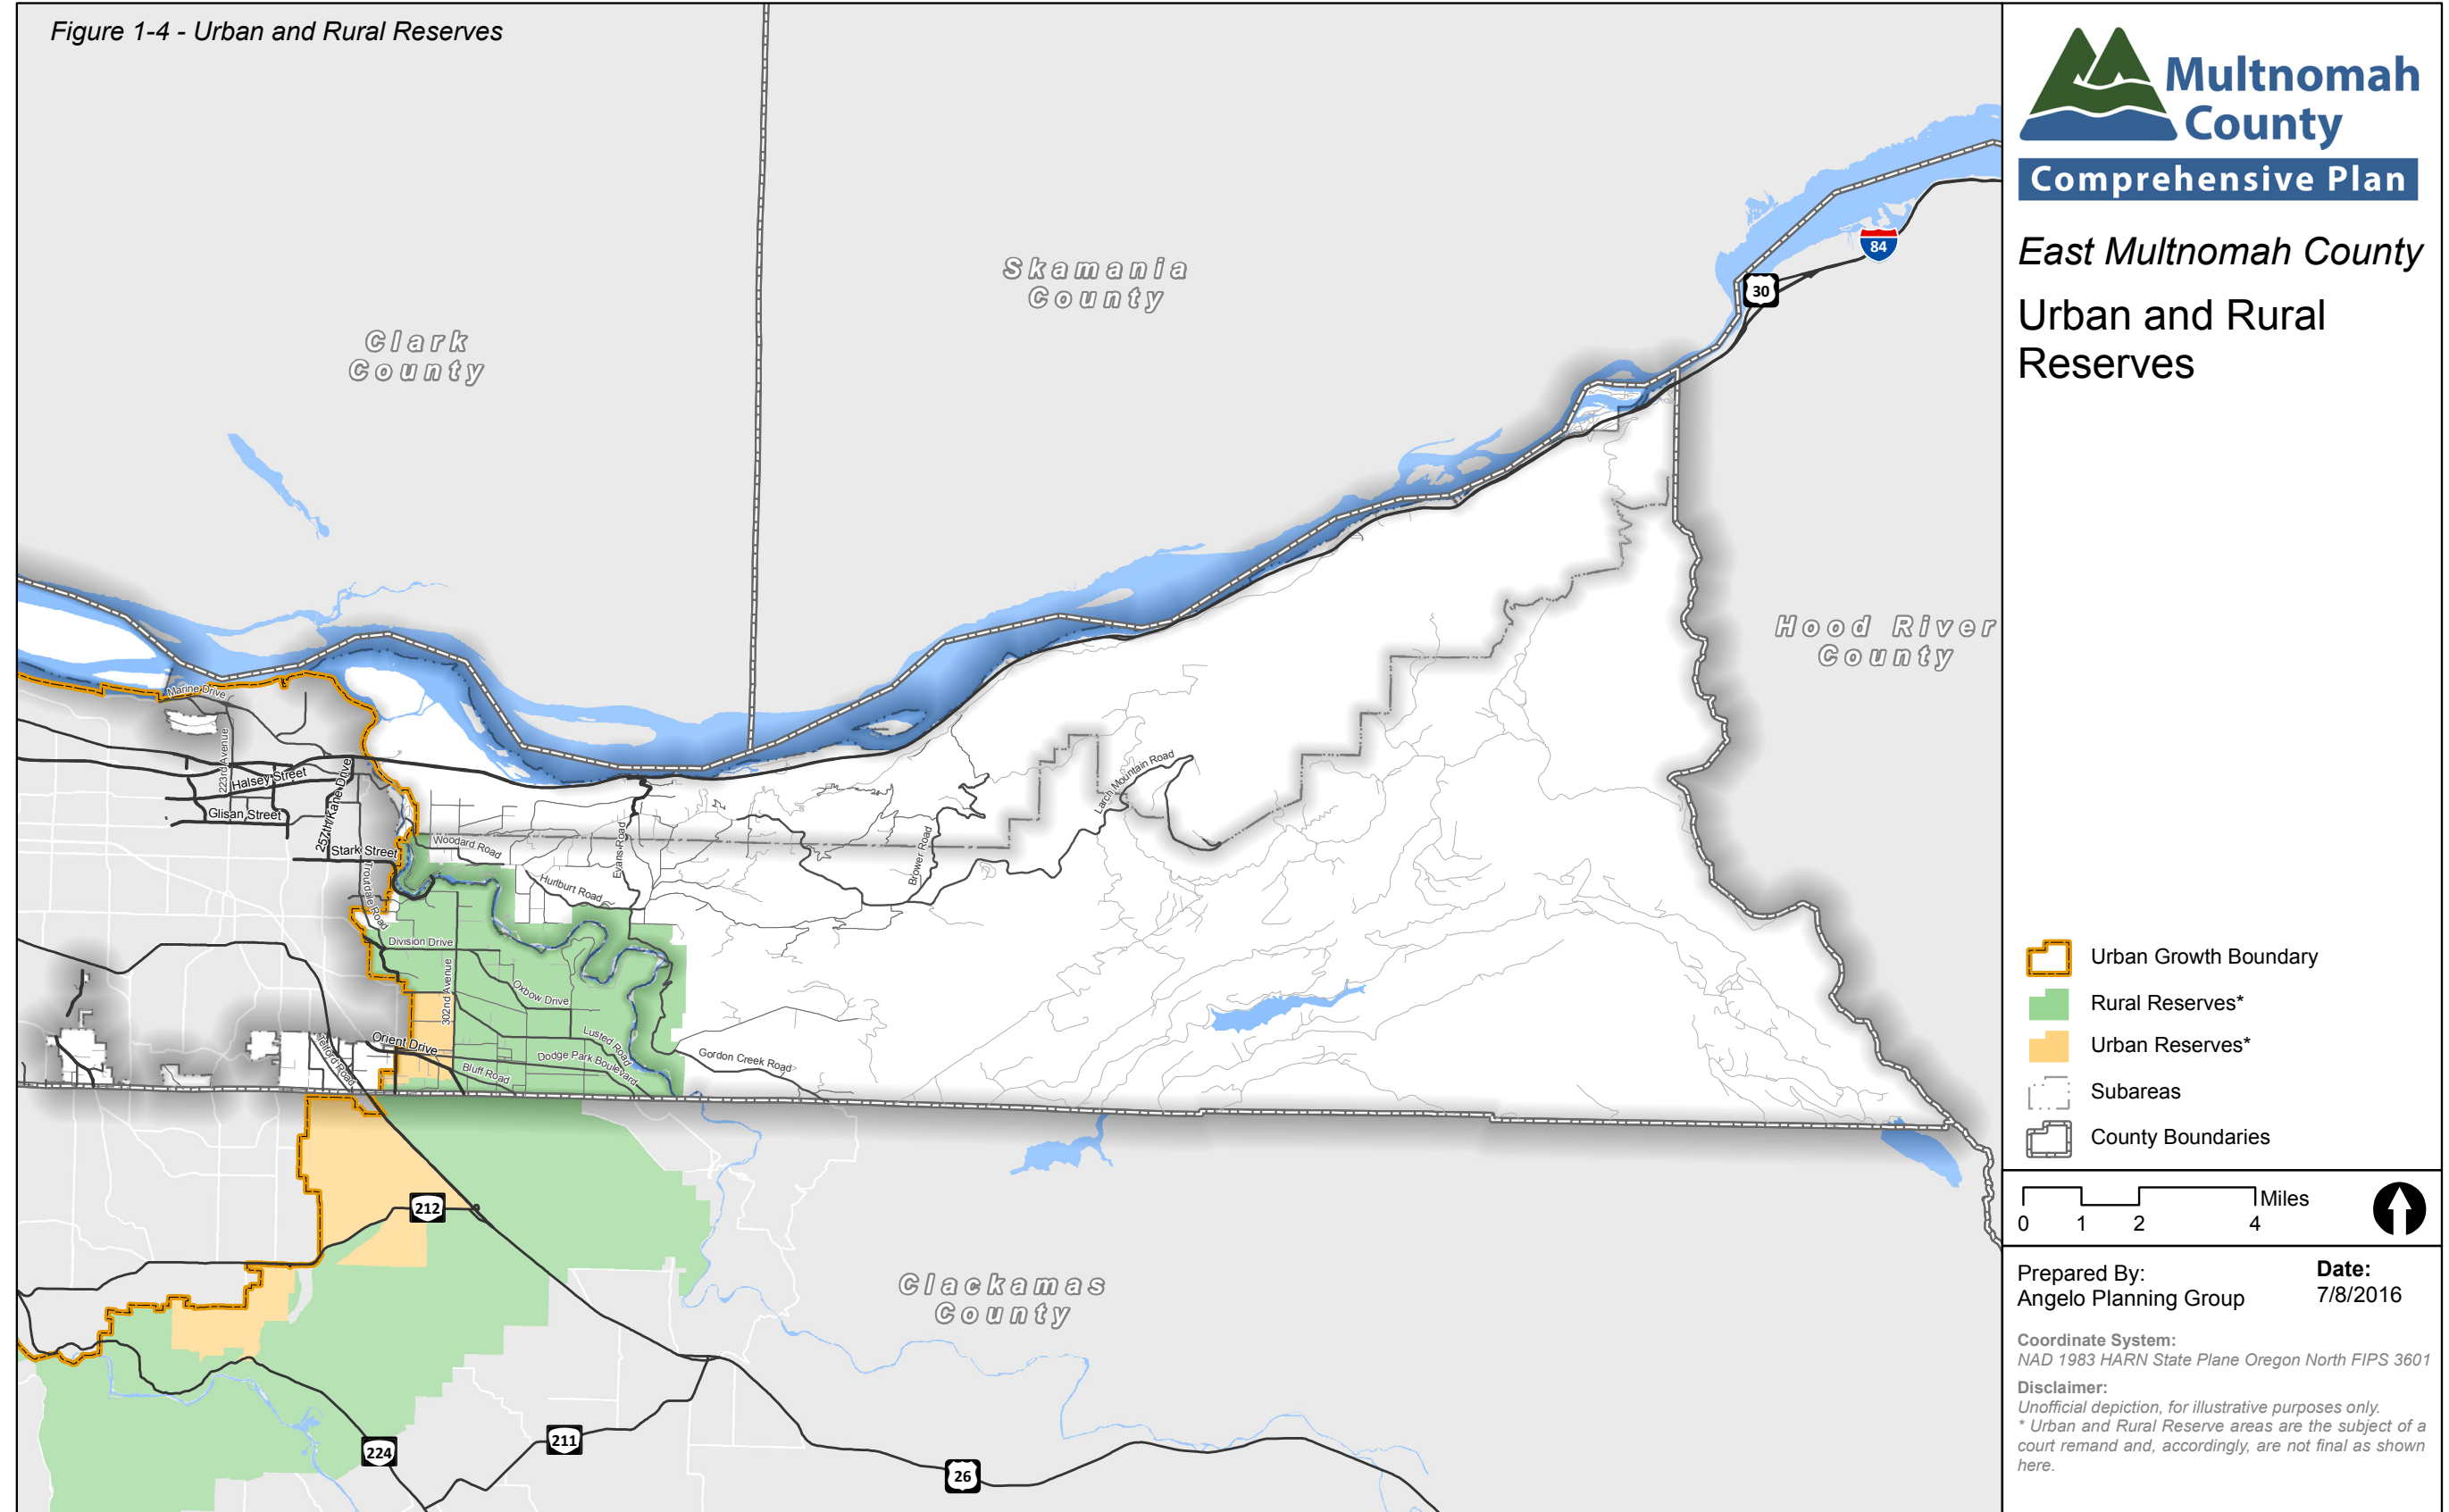 Figure 1-4 - Urban and Rural Reserves
Multnomah
County
Comprehensive Plan
East Multnomah County
Urban and Rural
Reserves
Skamania
County
Clark
County
84
30
Hood River
County
Marine Drive
223rd Avenue
Halsey Street
257th/Kane Drive
Glisan Street
Stark Street
Troutdale Road
Woodard Road
Evans Road
Hurlburt Road
Brower Road
Larch Mountain Road
Division Drive
302nd Avenue
Oxbow Drive
Lusted Road
Orient Drive
Telford Road
Dodge Park Boulevard
Bluff Road
Gordon Creek Road
212
Clackamas
County
211
224
26
Urban Growth Boundary
Rural Reserves*
Urban Reserves*
Subareas
County Boundaries
Miles
0 1 2 4
Prepared By:
Angelo Planning Group
Date:
7/8/2016
Coordinate System:
NAD 1983 HARN State Plane Oregon North FIPS 3601
Disclaimer:
Unofficial depiction, for illustrative purposes only.
* Urban and Rural Reserve areas are the subject of a
court remand and, accordingly, are not final as shown
here.